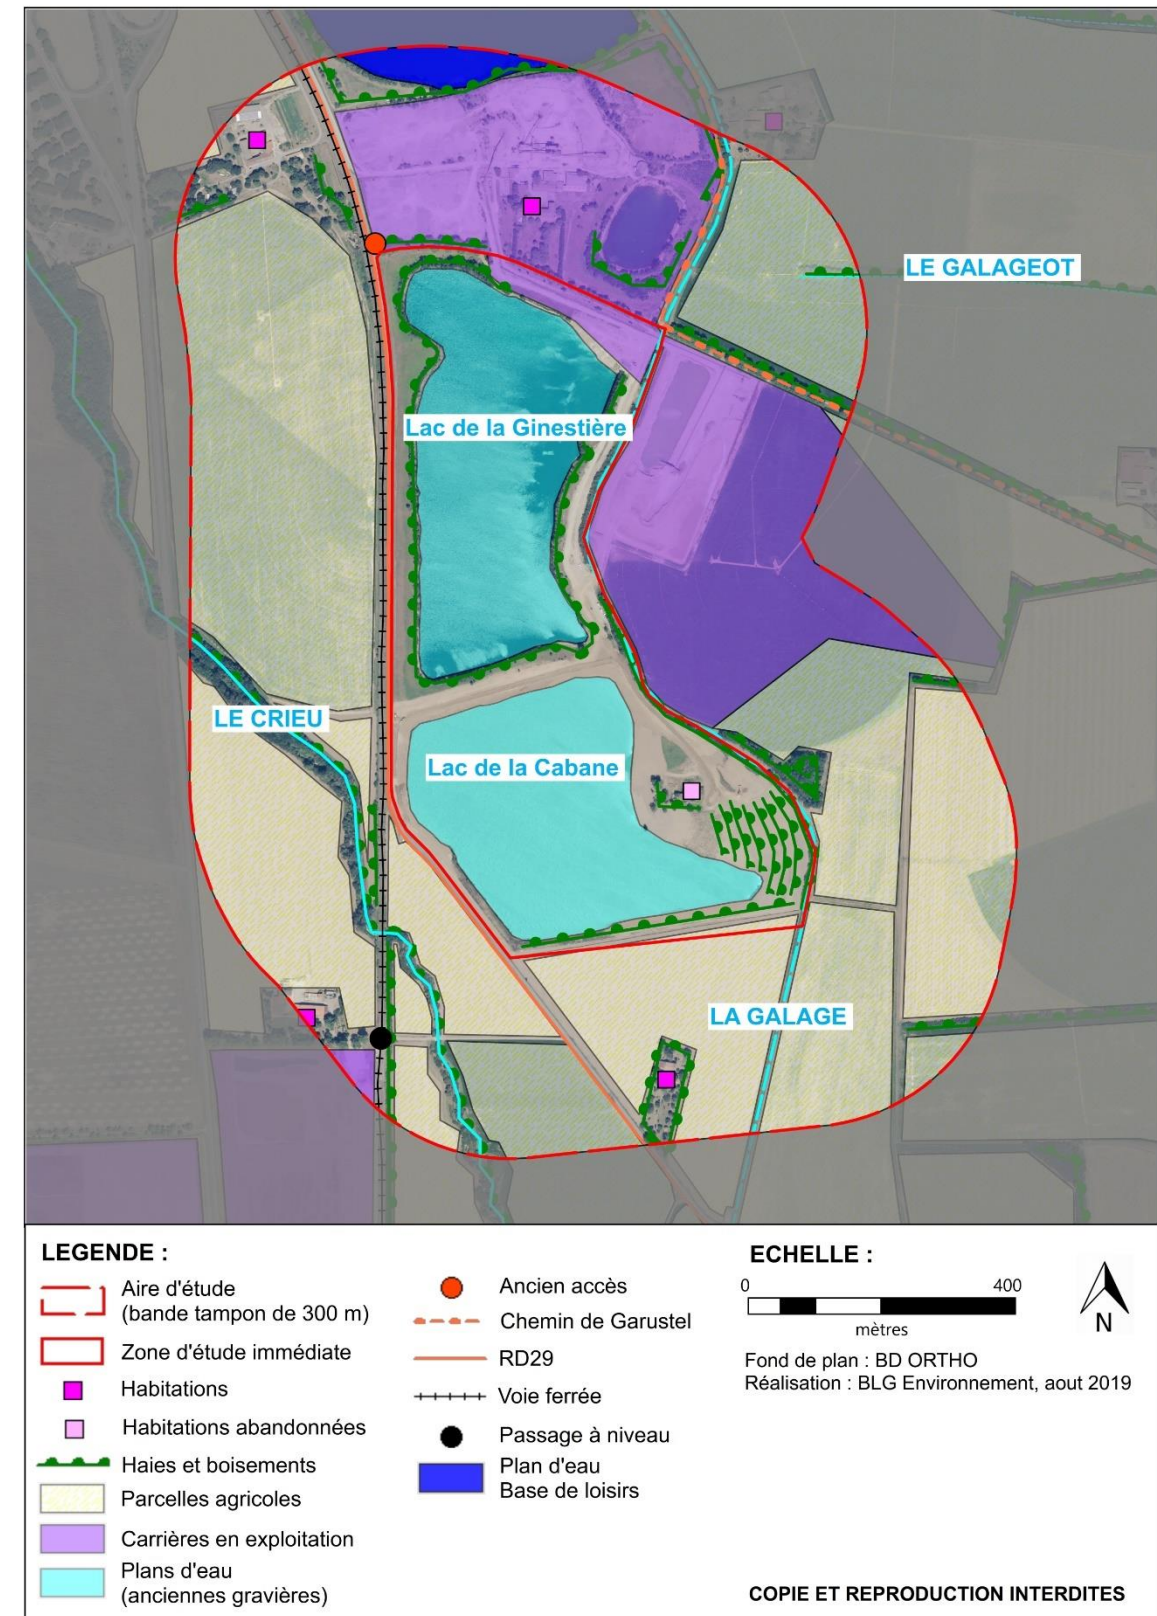 LE GALAGEOT
Lac de la Ginestière
LE CRIEU
Lac de la Cabane
LA GALAGE
LEGENDE :
Aire d'étude
(bande tampon de 300 m)
Zone d'étude immédiate
Habitations
Habitations abandonnées
Haies et boisements
Parcelles agricoles
Carrières en exploitation
Plans d'eau
(anciennes gravières)
Ancien accès
Chemin de Garustel
RD29
Voie ferrée
Passage à niveau
Plan d'eau
Base de loisirs
ECHELLE :
0 400
mètres
N
Fond de plan : BD ORTHO
Réalisation : BLG Environnement, aout 2019
COPIE ET REPRODUCTION INTERDITES